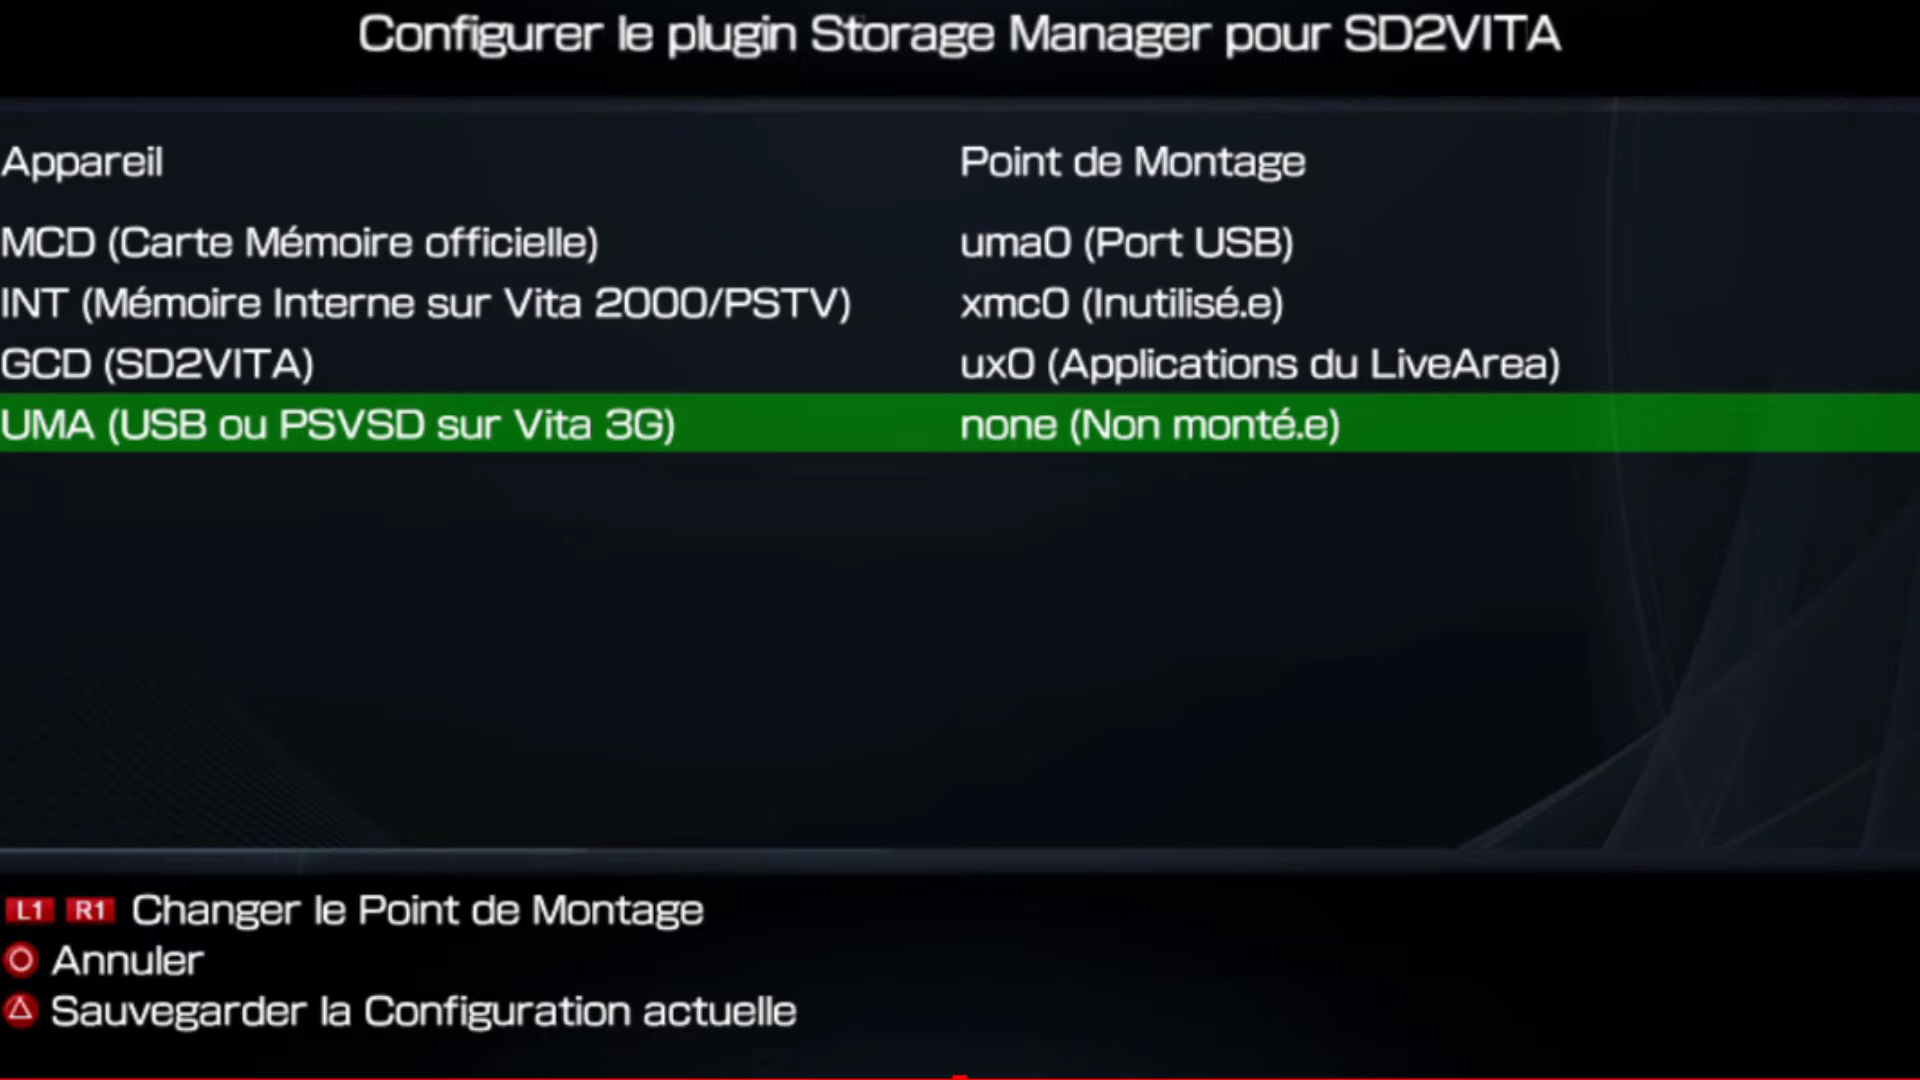 Configurer le plugin Storage Manager pour SD2VITA
Appareil Point de Montage
MCD (Carte Mémoire officielle) uma0 (Port USB)
INT (Mémoire Interne sur Vita 2000/PSTV) xmc0 (Inutilisé.e)
GCD (SD2VITA) ux0 (Applications du LiveArea)
UMA (USB ou PSVSD sur Vita 3G) none (Non monté.e)
L1 R1 Changer le Point de Montage
Annuler
Sauvegarder la Configuration actuelle